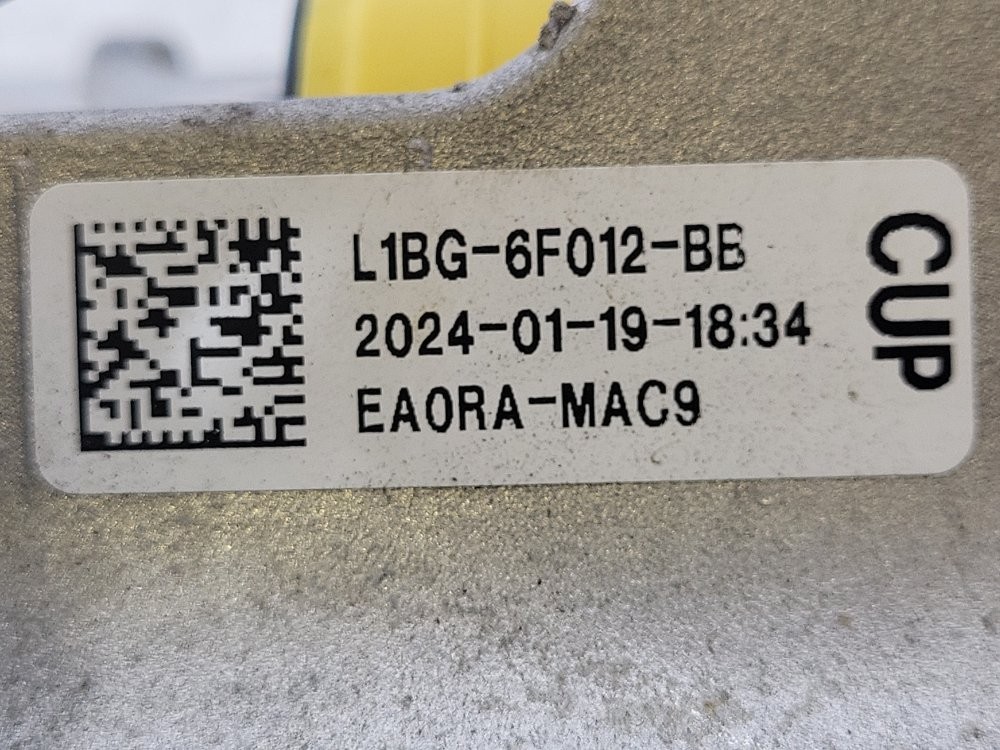 L1BG-6F012-BB
2024-01-19-18:34
EA0RA-MAC9
CUP